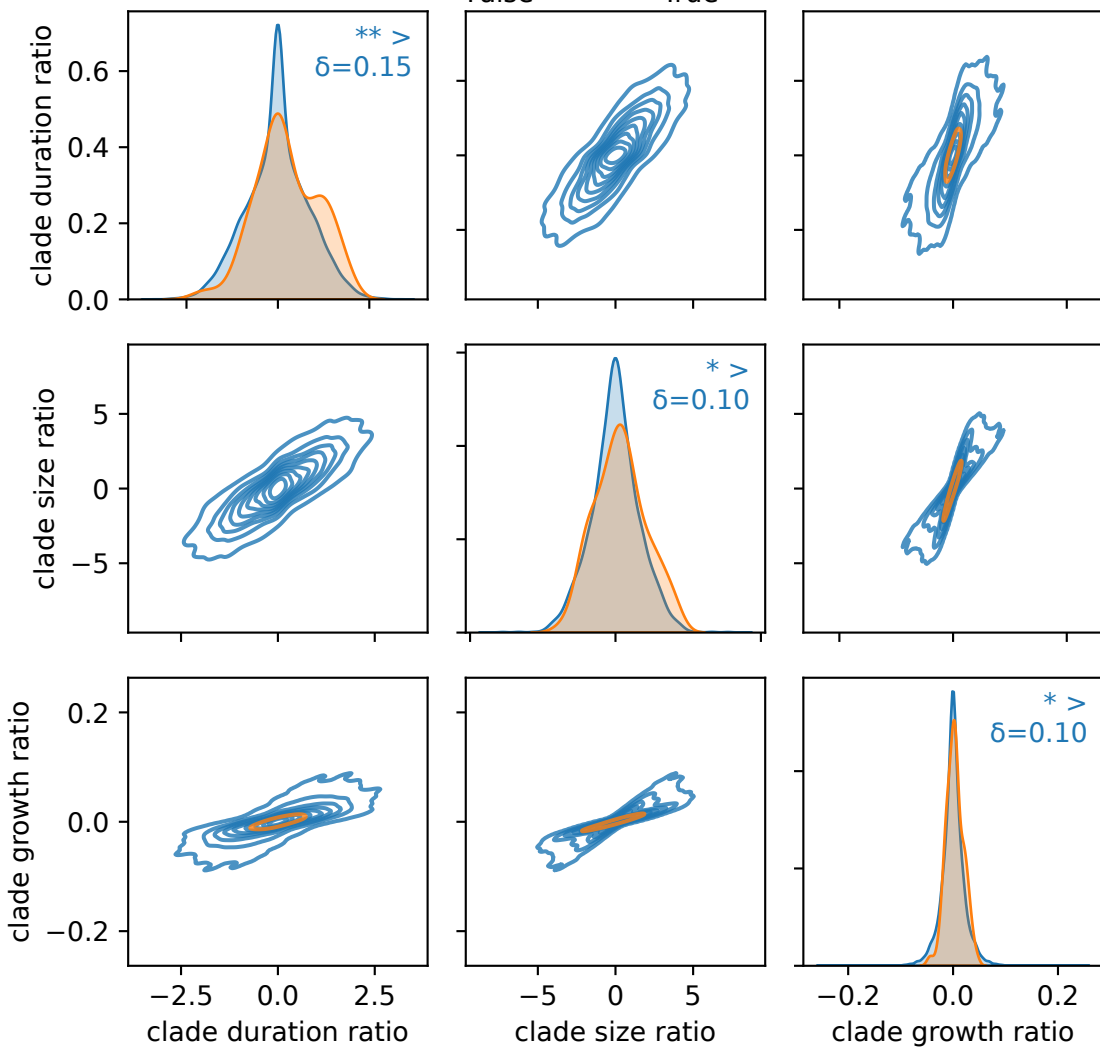 False True
clade duration ratio
0.6
0.4
0.2
0.0
** >
δ=0.15
clade size ratio
5
0
−5
* >
δ=0.10
clade growth ratio
0.2
0.0
−0.2
* >
δ=0.10
−2.5 0.0 2.5
−5 0 5
−0.2 0.0 0.2
clade duration ratio
clade size ratio
clade growth ratio